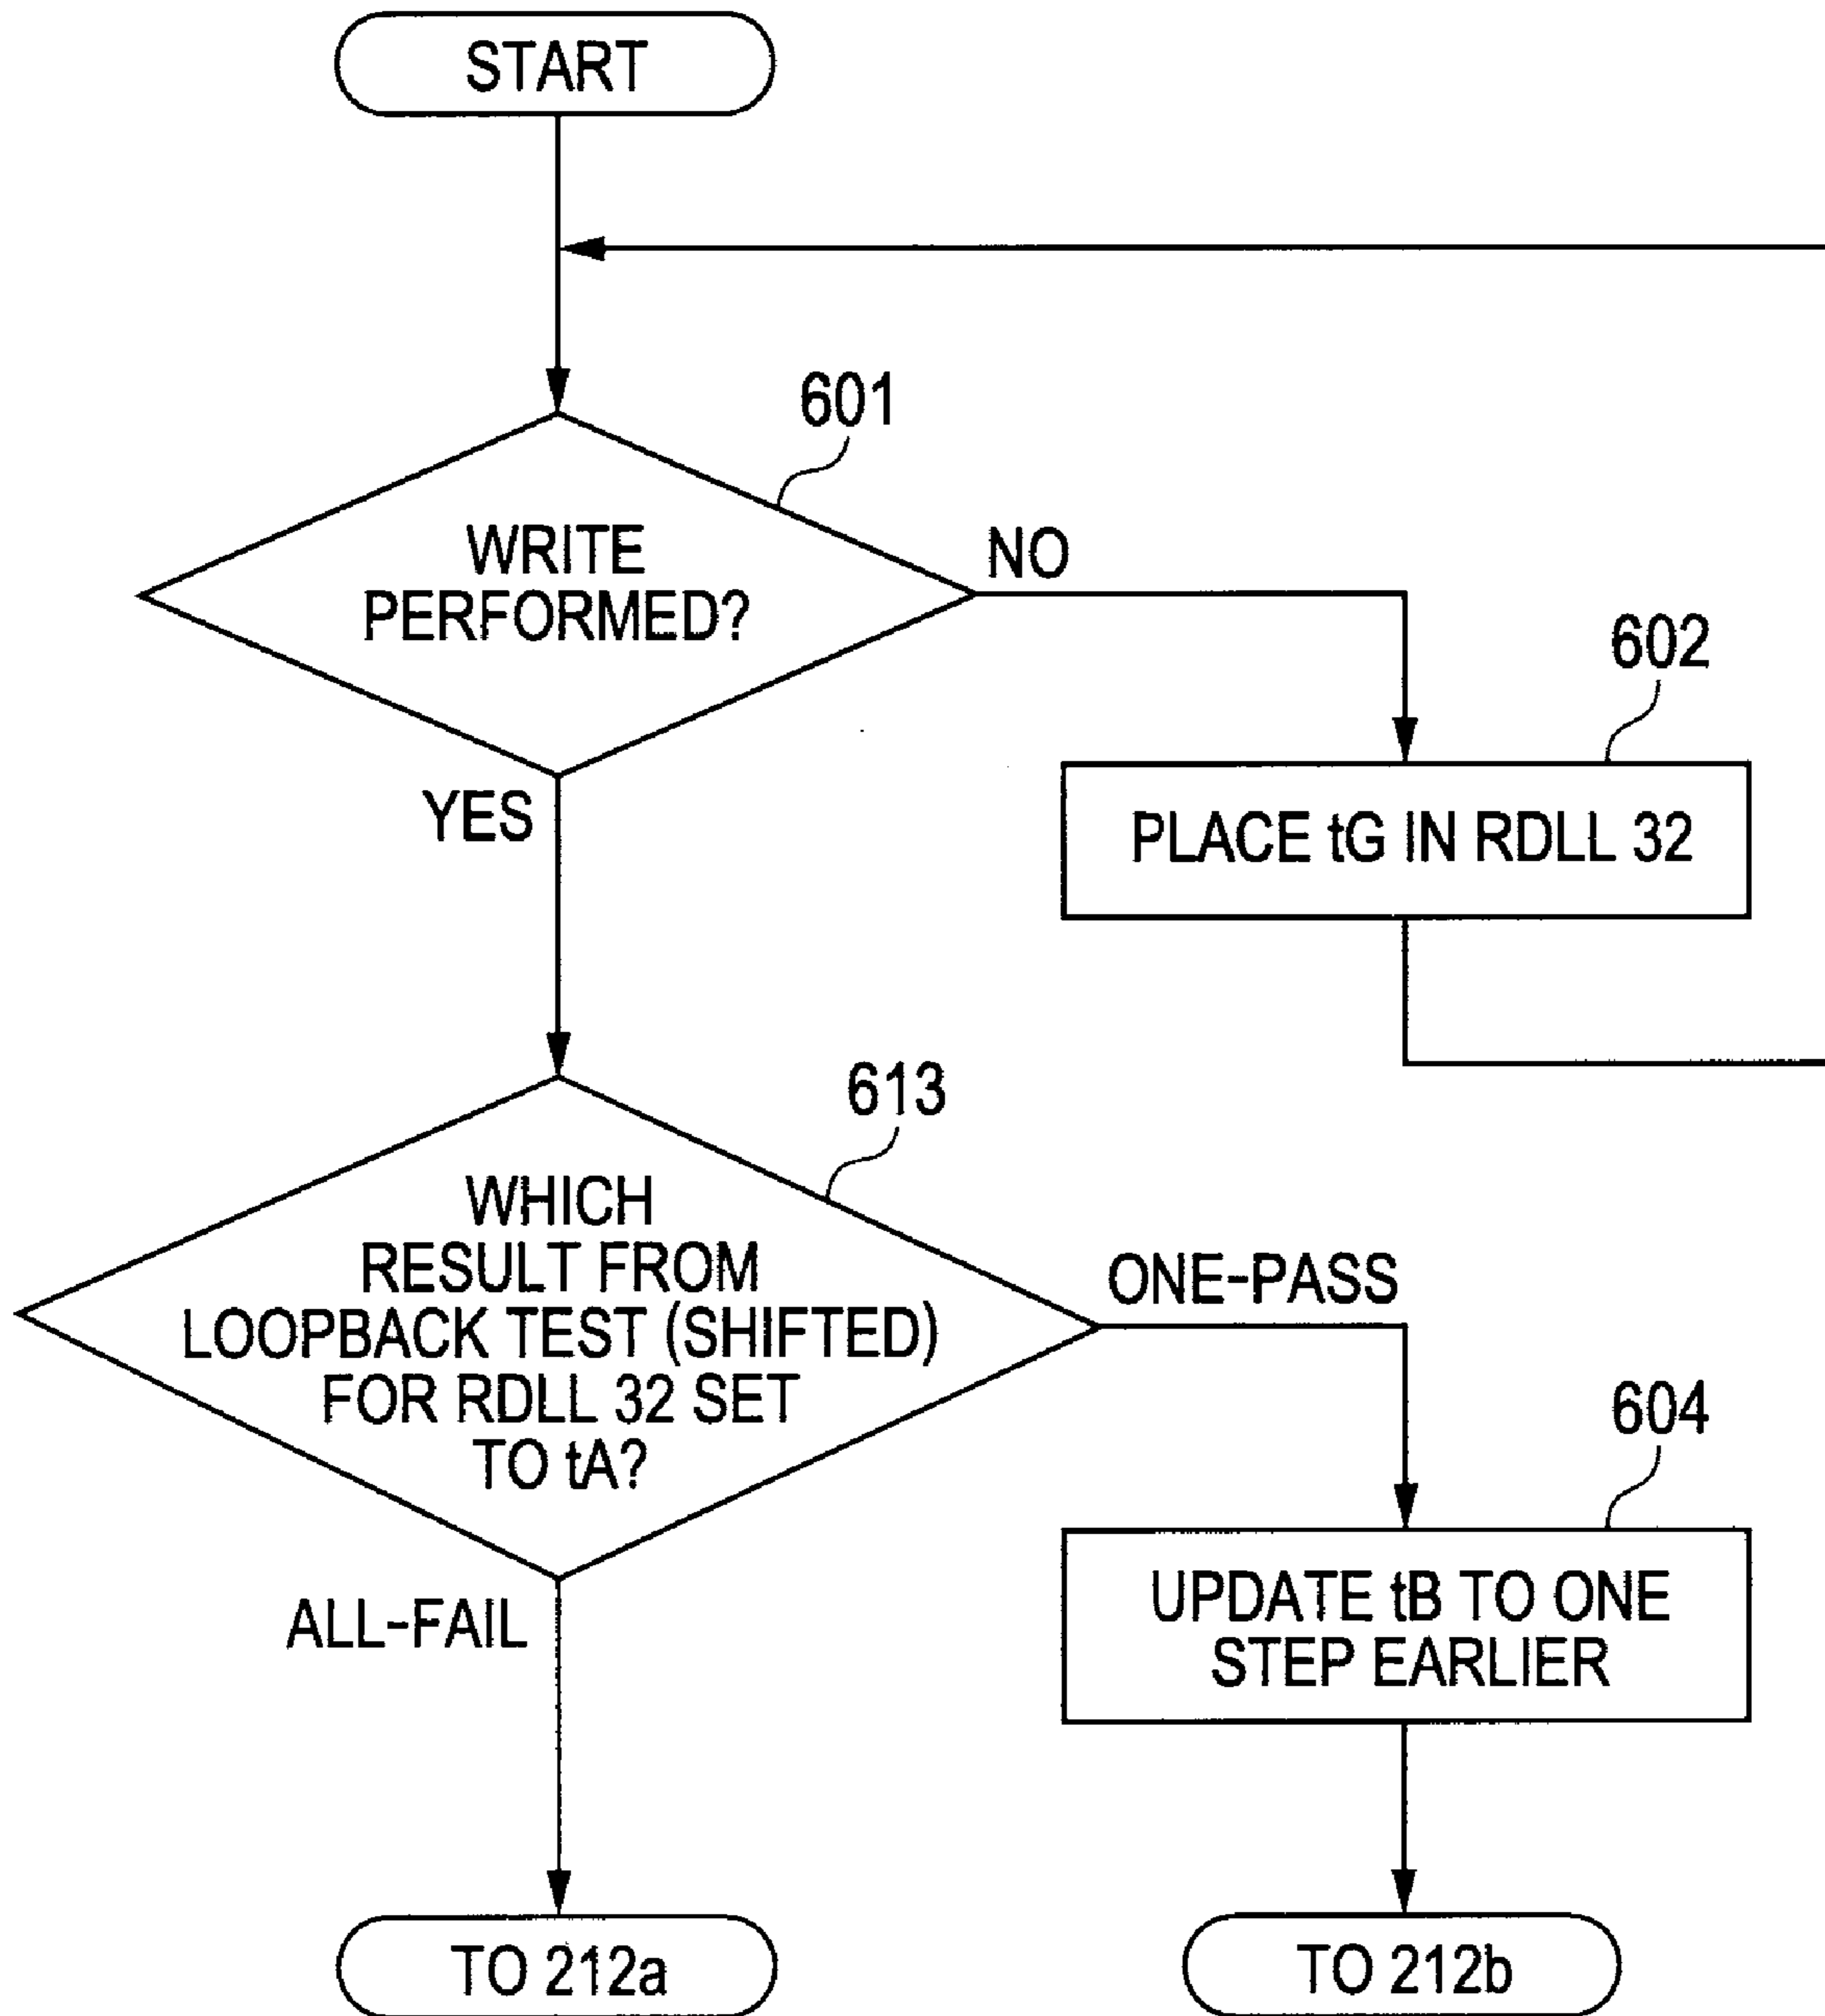 START
601
WRITE
PERFORMED?
NO
YES
602
PLACE tG IN RDLL 32
613
WHICH
RESULT FROM
LOOPBACK TEST (SHIFTED)
FOR RDLL 32 SET
TO tA?
ONE-PASS
ALL-FAIL
604
UPDATE tB TO ONE
STEP EARLIER
TO 212a
TO 212b